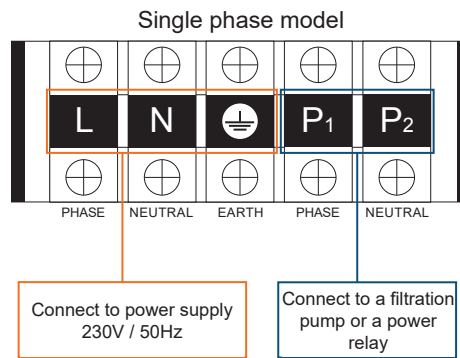 Single phase model
L N P1 P2
PHASE NEUTRAL EARTH PHASE NEUTRAL
Connect to power supply
230V / 50Hz
Connect to a filtration
pump or a power
relay